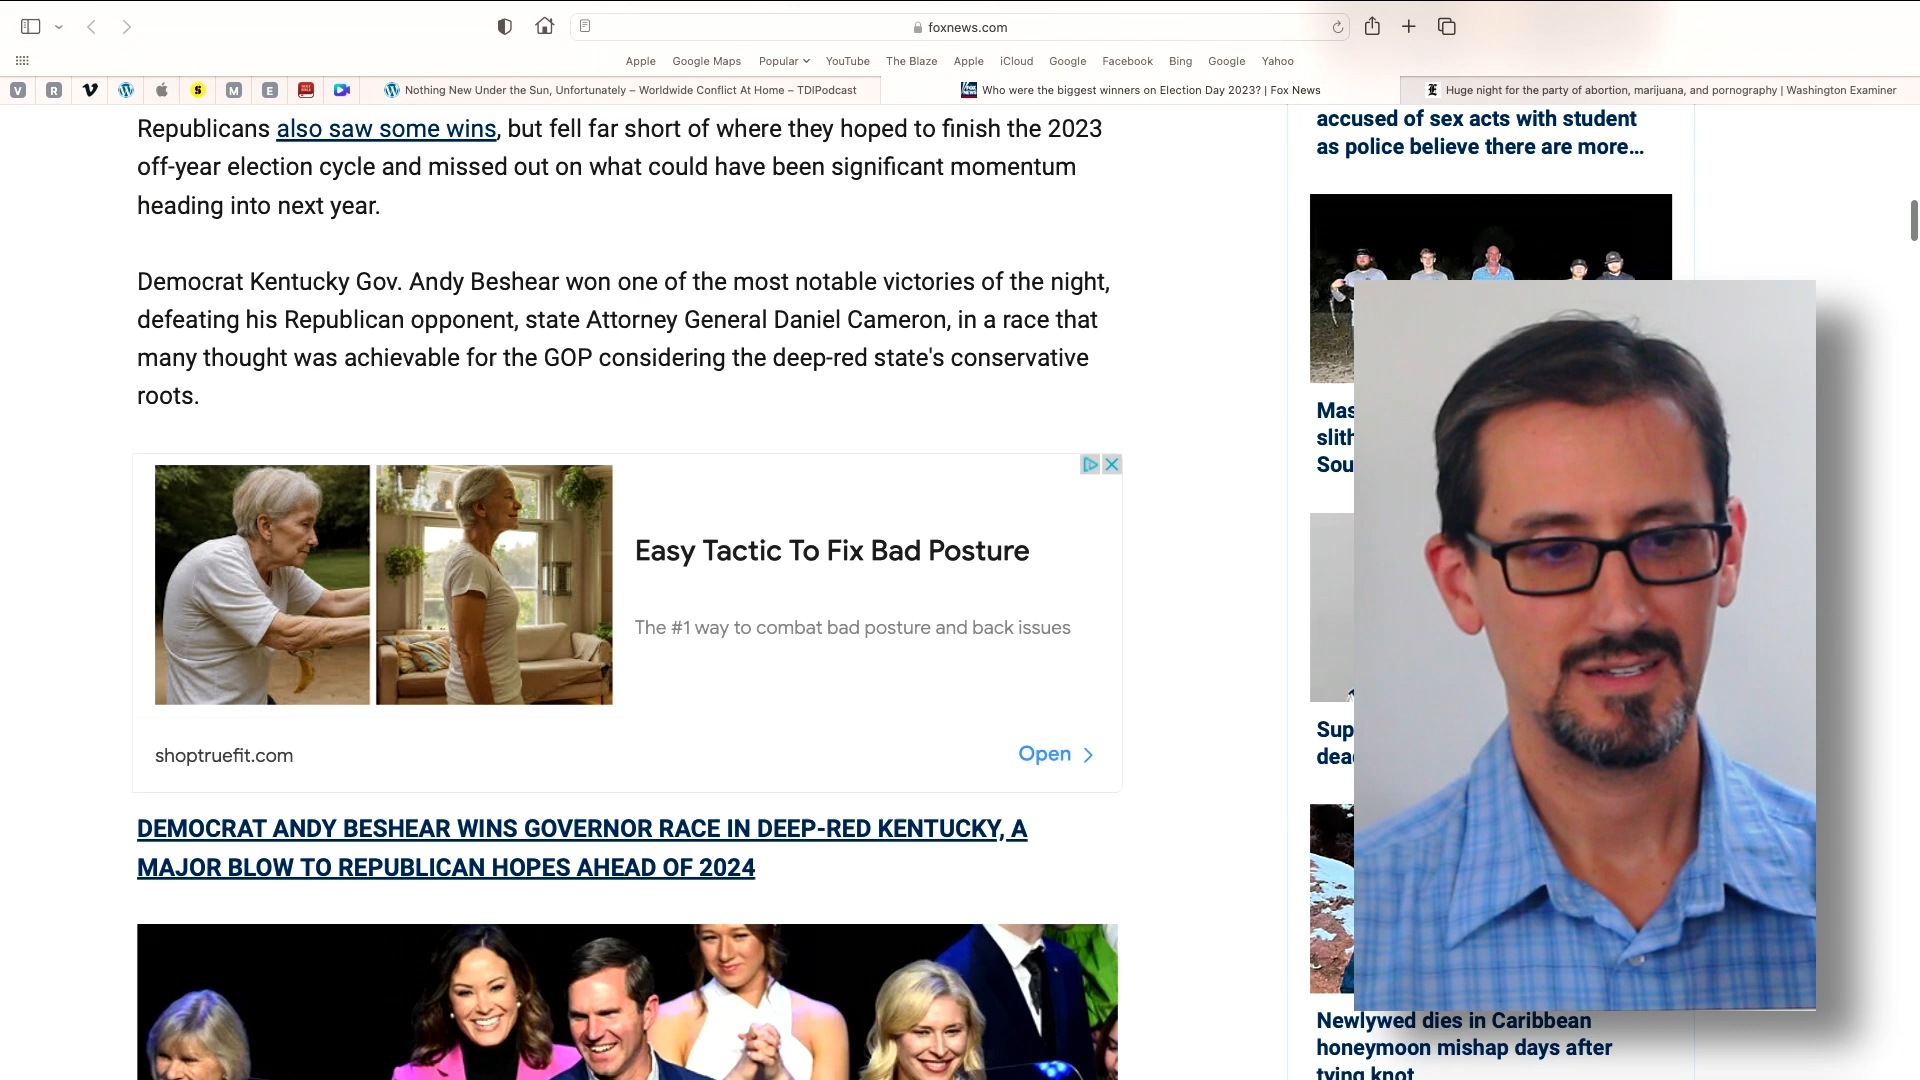 foxnews.com
Apple Google Maps Popular YouTube The Blaze Apple iCloud Google Facebook Bing Google Yahoo
V R S M E Nothing New Under the Sun, Unfortunately – Worldwide Conflict At Home – TDIPodcast Who were the biggest winners on Election Day 2023? | Fox News Huge night for the party of abortion, marijuana, and pornography | Washington Examiner
Republicans also saw some wins, but fell far short of where they hoped to finish the 2023
off-year election cycle and missed out on what could have been significant momentum
heading into next year.
Democrat Kentucky Gov. Andy Beshear won one of the most notable victories of the night,
defeating his Republican opponent, state Attorney General Daniel Cameron, in a race that
many thought was achievable for the GOP considering the deep-red state's conservative
roots.
Easy Tactic To Fix Bad Posture
The #1 way to combat bad posture and back issues
shoptruefit.com
Open
DEMOCRAT ANDY BESHEAR WINS GOVERNOR RACE IN DEEP-RED KENTUCKY, A
MAJOR BLOW TO REPUBLICAN HOPES AHEAD OF 2024
accused of sex acts with student
as police believe there are more...
Mas
slith
Sou
Sup
dea
Newlywed dies in Caribbean
honeymoon mishap days after
tying knot